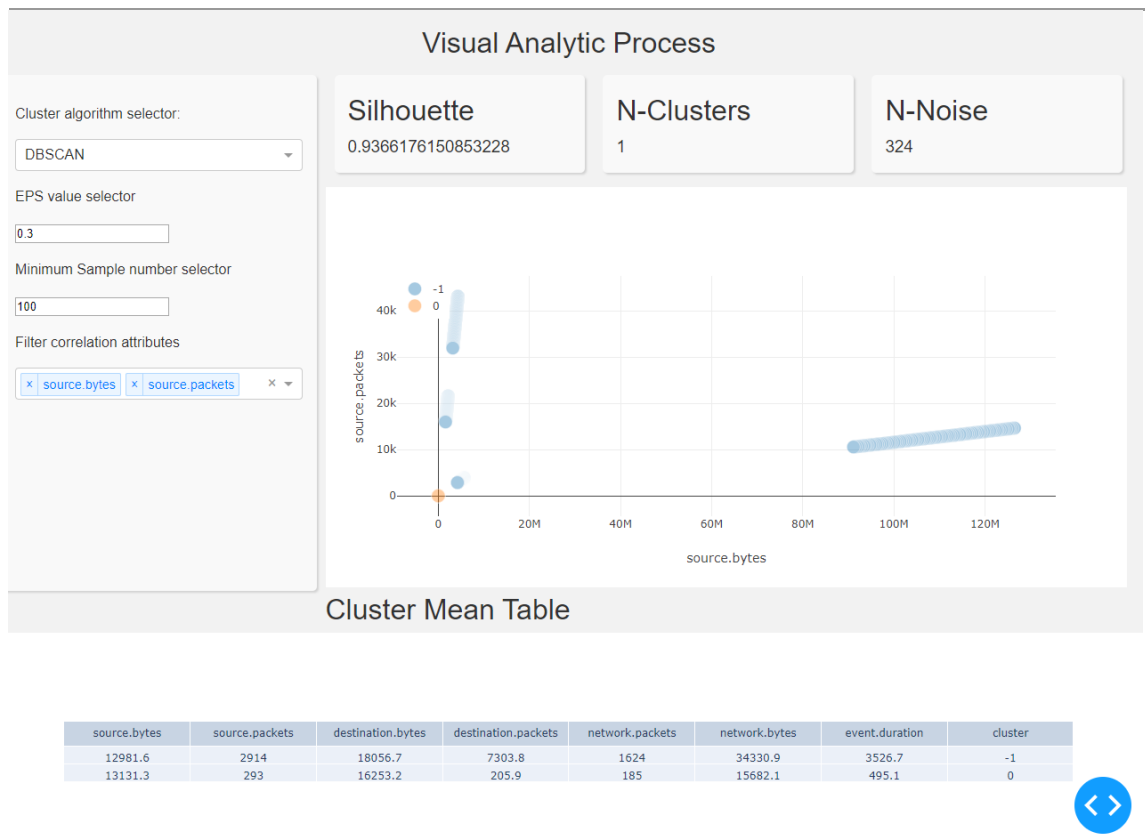 Visual Analytic Process
Cluster algorithm selector:
DBSCAN
EPS value selector
0.3
Minimum Sample number selector
100
Filter correlation attributes
× source.bytes × source.packets ×
Silhouette
0.9366176150853228
N-Clusters
1
N-Noise
324
-1
0
source.packets
40k
30k
20k
10k
0
0 20M 40M 60M 80M 100M 120M
source.bytes
Cluster Mean Table
source.bytes source.packets destination.bytes destination.packets network.packets network.bytes event.duration cluster
12981.6 2914 18056.7 7303.8 1624 34330.9 3526.7 -1
13131.3 293 16253.2 205.9 185 15682.1 495.1 0